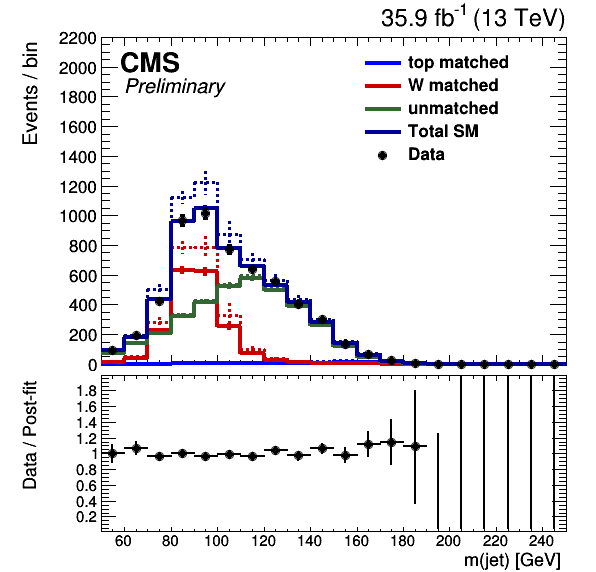 35.9 fb⁻¹ (13 TeV)
Events / bin
2200
2000
1800
1600
1400
1200
1000
800
600
400
200
0
CMS
Preliminary
top matched
W matched
unmatched
Total SM
Data
Data / Post-fit
1.8
1.6
1.4
1.2
1
0.8
0.6
0.4
0.2
60 80 100 120 140 160 180 200 220 240
m(jet) [GeV]